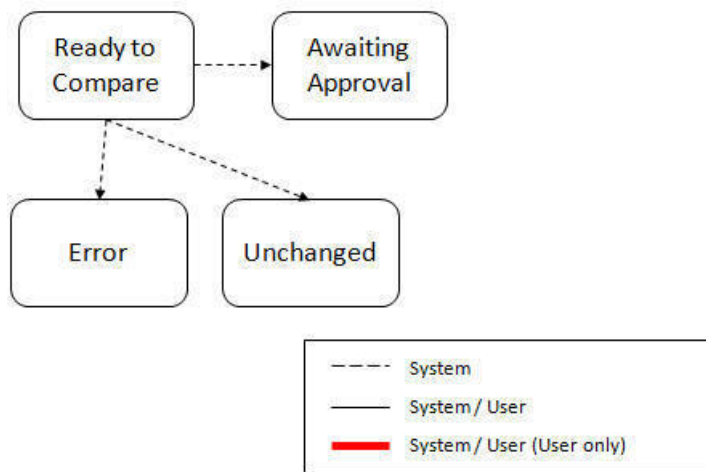 Ready to
Compare
Awaiting
Approval
Error
Unchanged
System
System / User
System / User (User only)